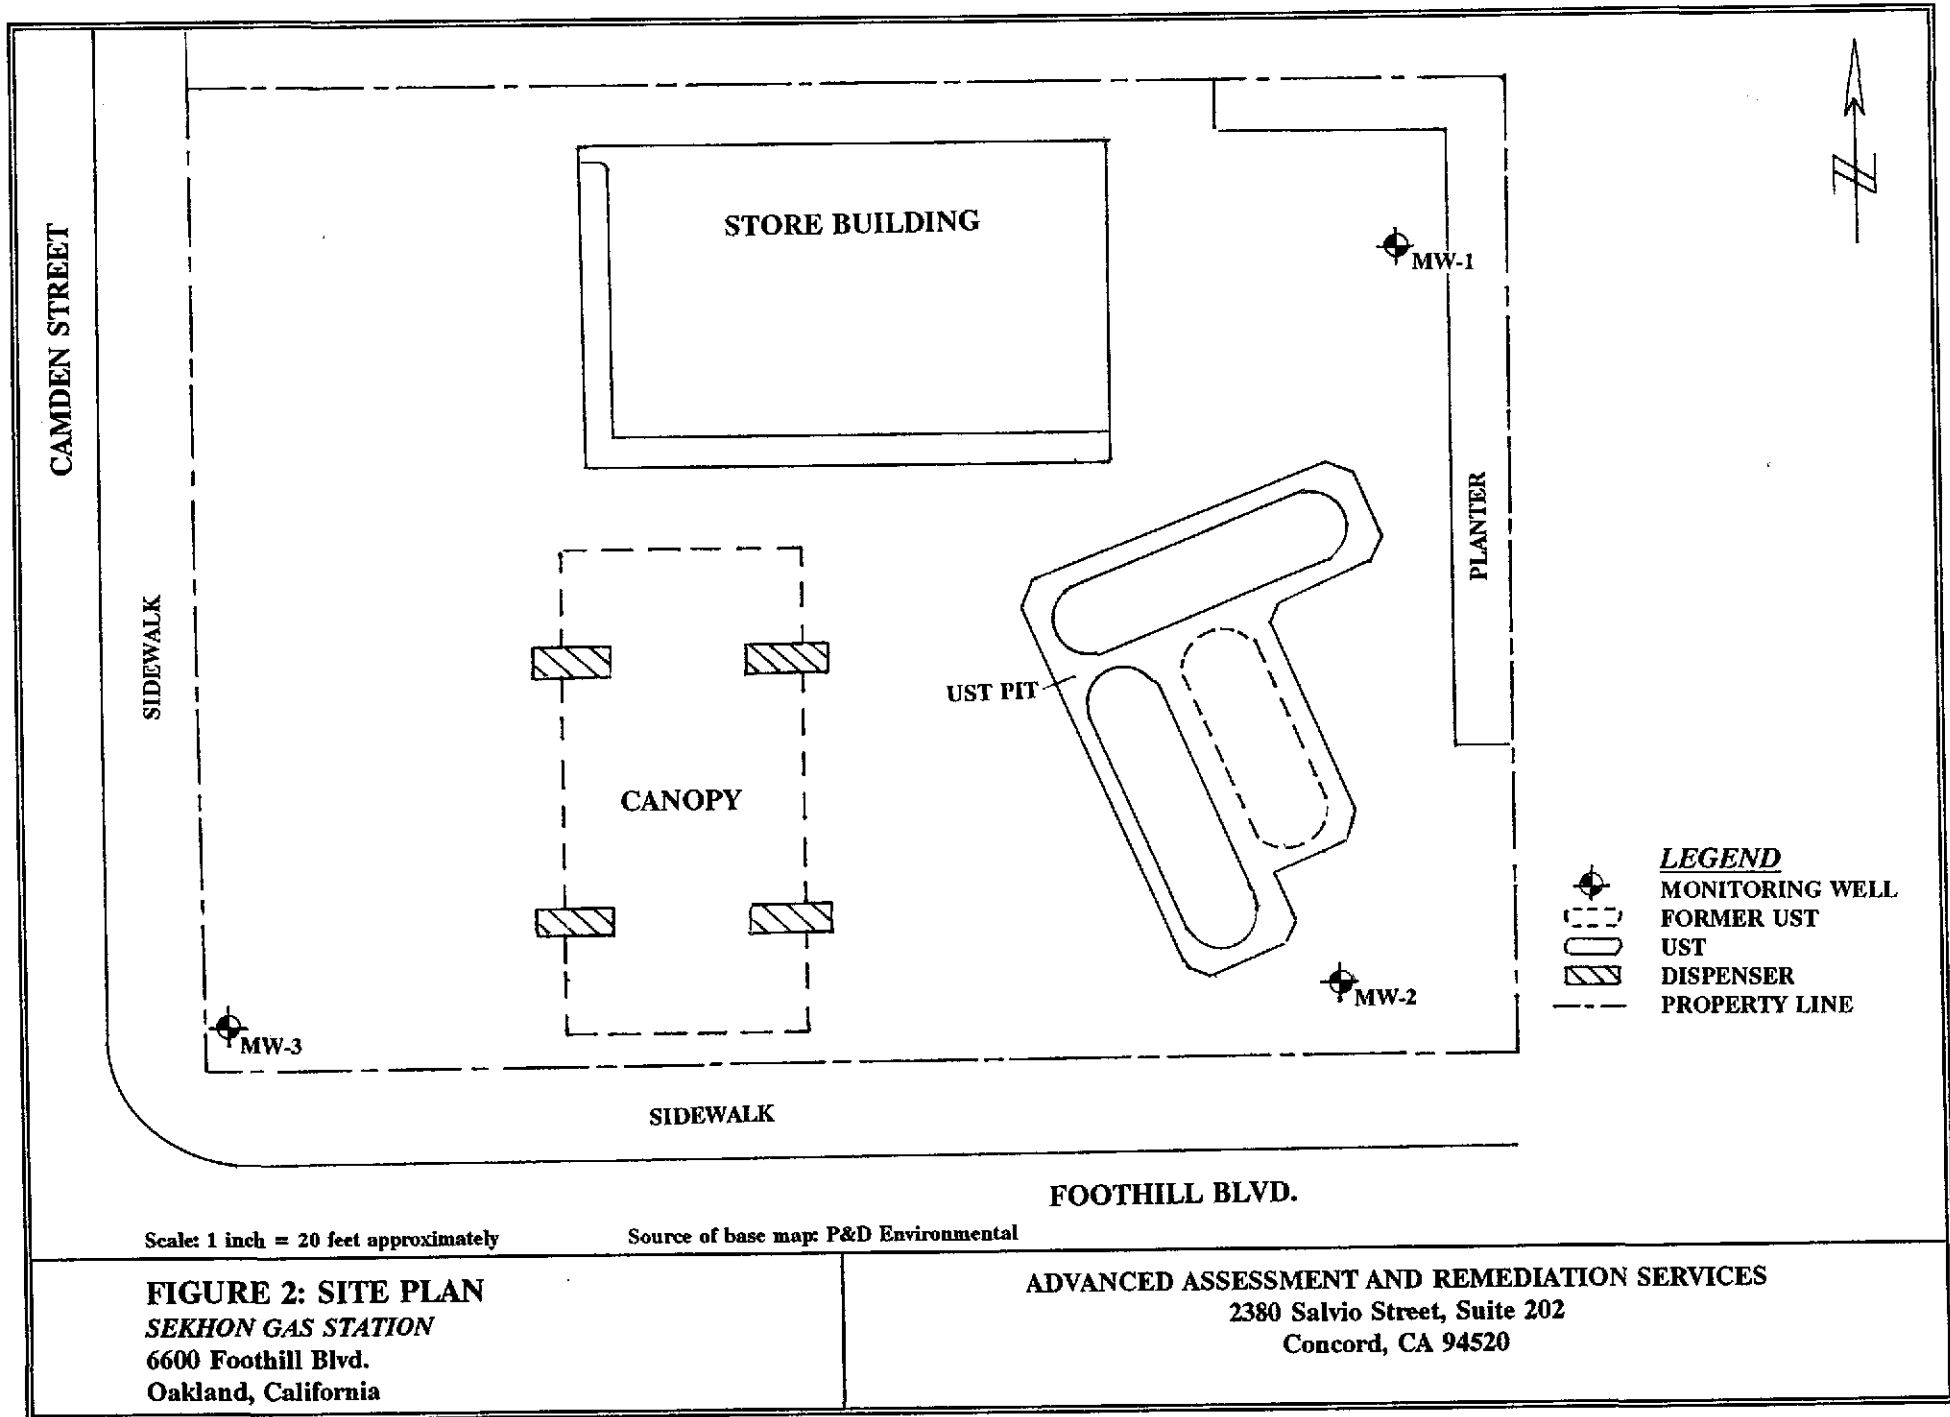 CAMDEN STREET
SIDEWALK
STORE BUILDING
MW-1
PLANTER
UST PIT
CANOPY
MW-2
MW-3
SIDEWALK
FOOTHILL BLVD.
N
LEGEND
MONITORING WELL
FORMER UST
UST
DISPENSER
PROPERTY LINE
Scale: 1 inch = 20 feet approximately
Source of base map: P&D Environmental
FIGURE 2: SITE PLAN
SEKHON GAS STATION
6600 Foothill Blvd.
Oakland, California
ADVANCED ASSESSMENT AND REMEDIATION SERVICES
2380 Salvio Street, Suite 202
Concord, CA 94520